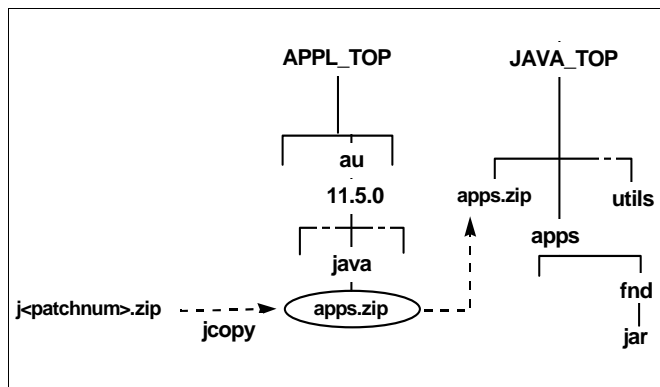 APPL_TOP
JAVA_TOP
au
11.5.0
apps.zip
utils
apps
java
fnd
j<patchnum>.zip
jcopy
apps.zip
jar